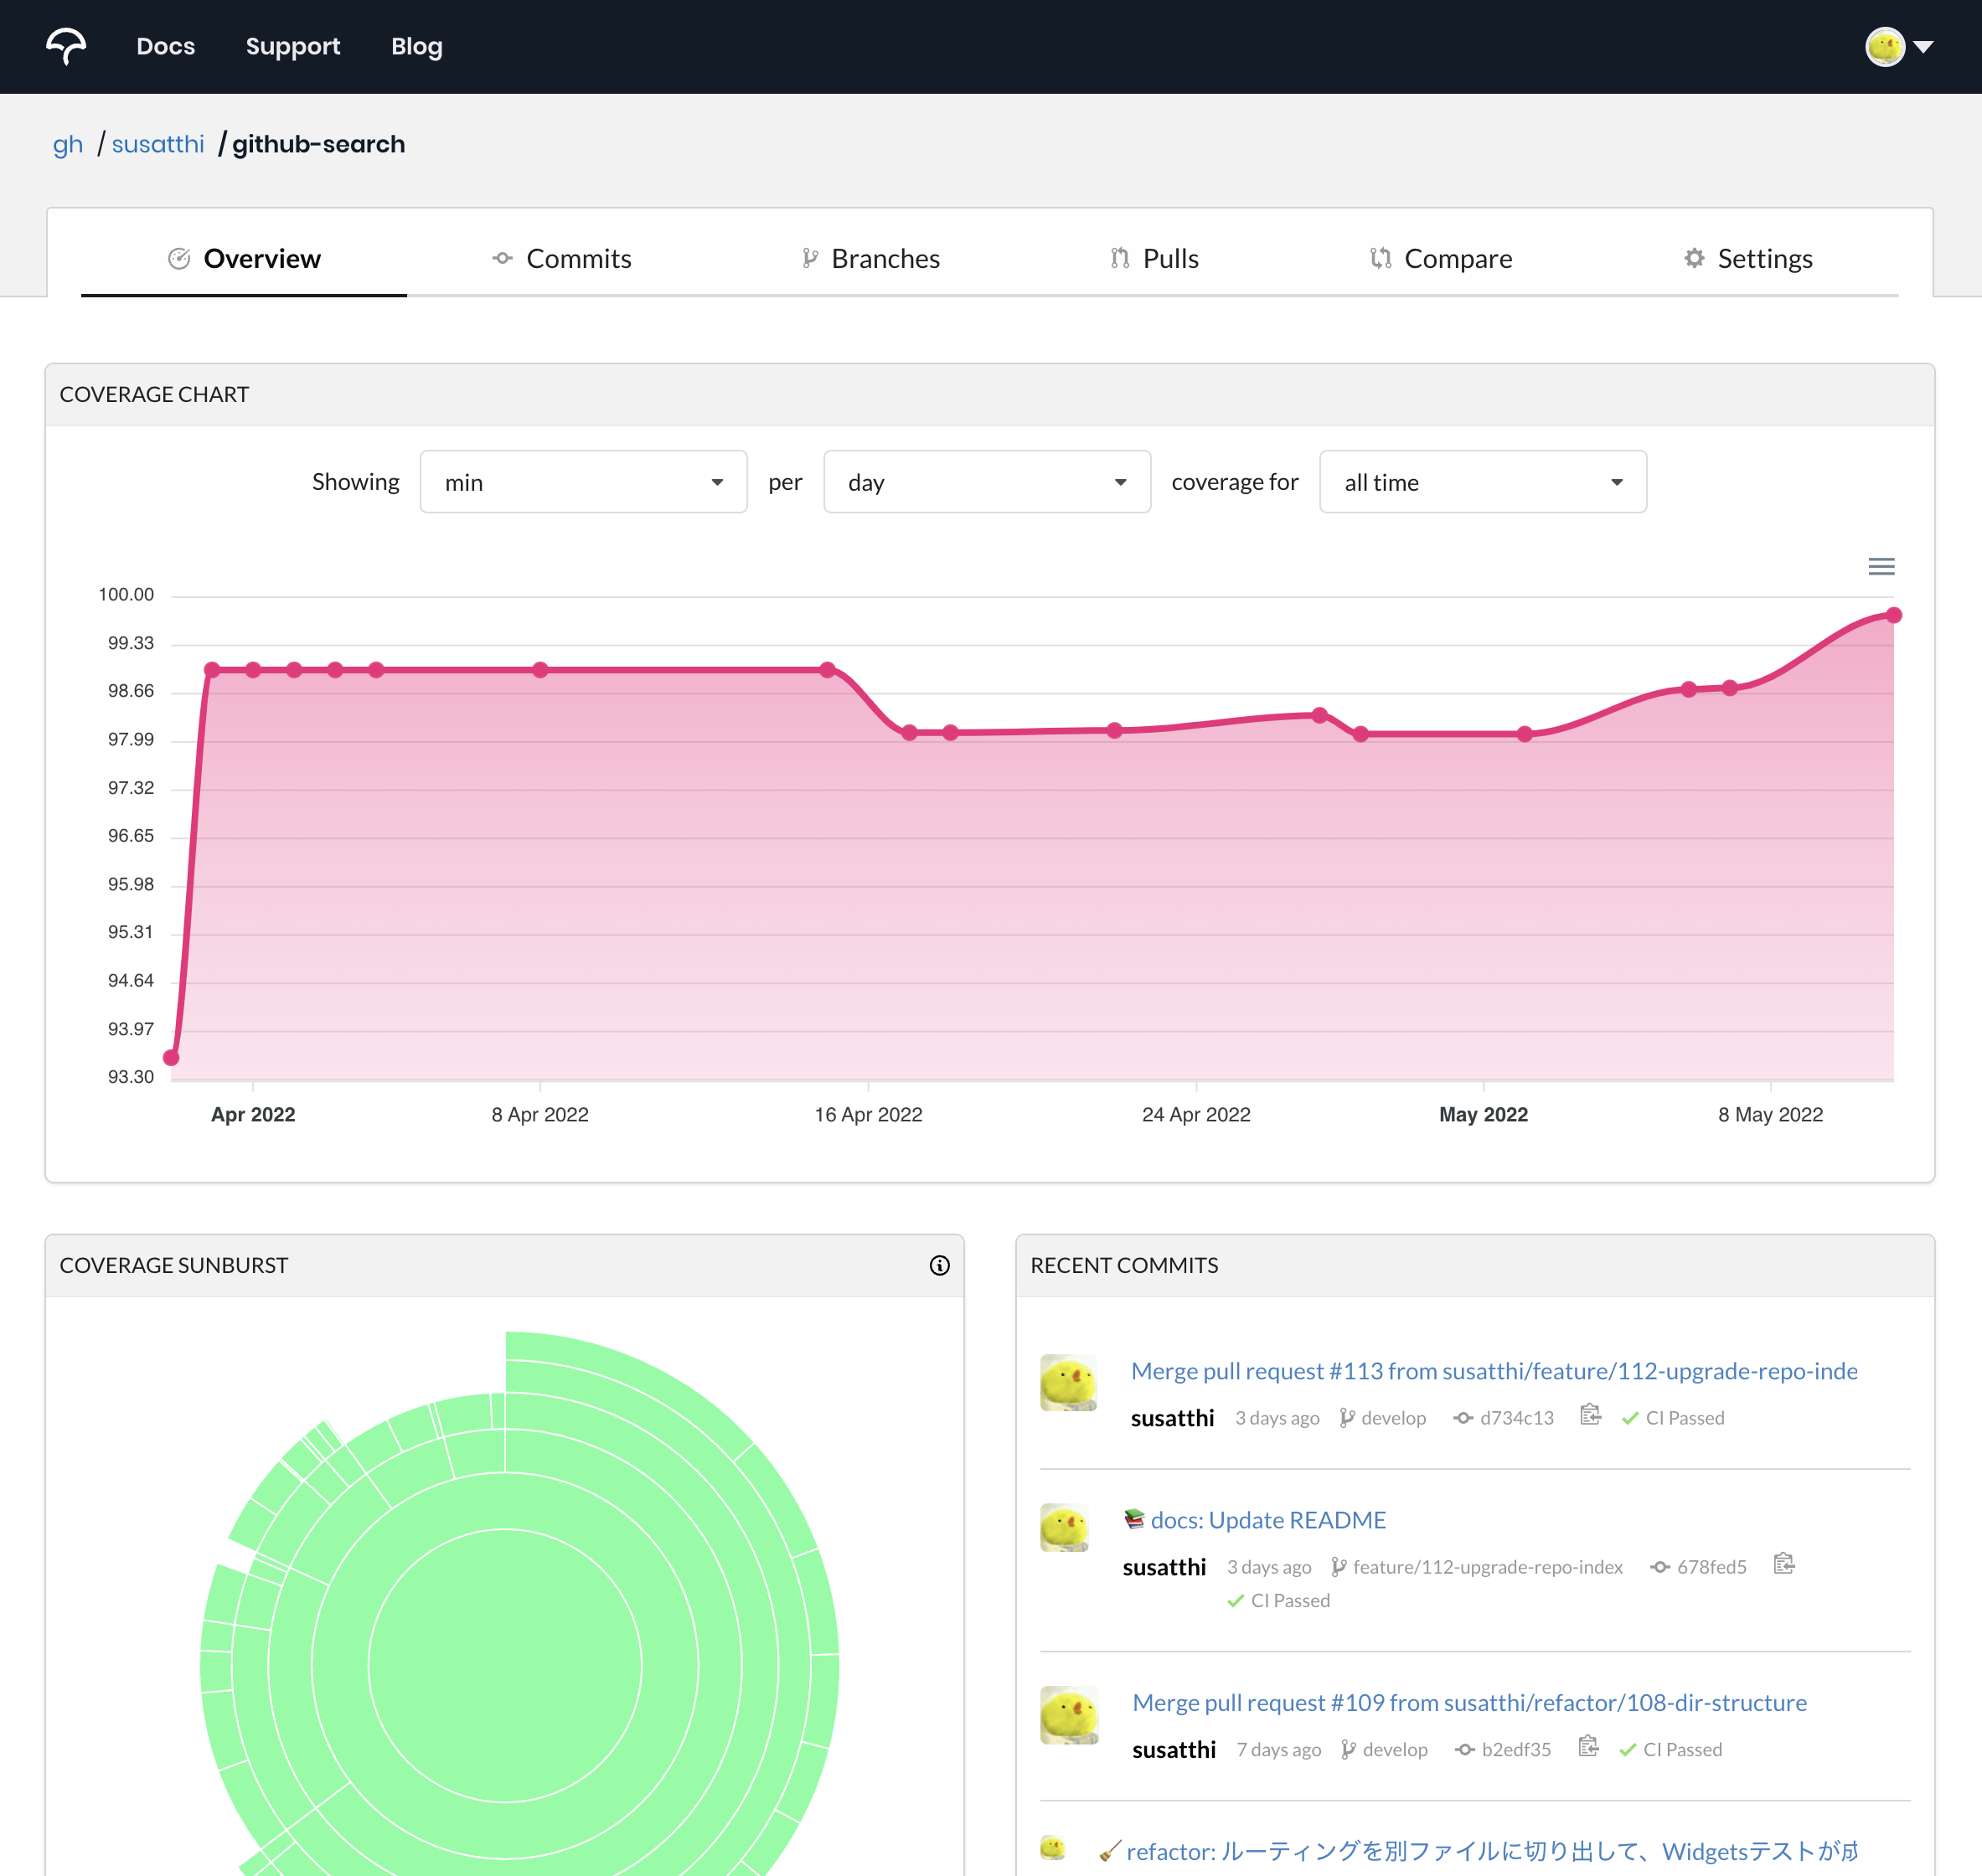 Docs Support Blog
gh / susatthi / github-search
Overview Commits Branches Pulls Compare Settings
COVERAGE CHART
Showing min per day coverage for all time
100.00
99.33
98.66
97.99
97.32
96.65
95.98
95.31
94.64
93.97
93.30
Apr 2022 8 Apr 2022 16 Apr 2022 24 Apr 2022 May 2022 8 May 2022
COVERAGE SUNBURST
RECENT COMMITS
Merge pull request #113 from susatthi/feature/112-upgrade-repo-inde
susatthi 3 days ago develop d734c13 CI Passed
docs: Update README
susatthi 3 days ago feature/112-upgrade-repo-index 678fed5
CI Passed
Merge pull request #109 from susatthi/refactor/108-dir-structure
susatthi 7 days ago develop b2edf35 CI Passed
refactor: ルーティングを別ファイルに切り出して、Widgetsテストが成